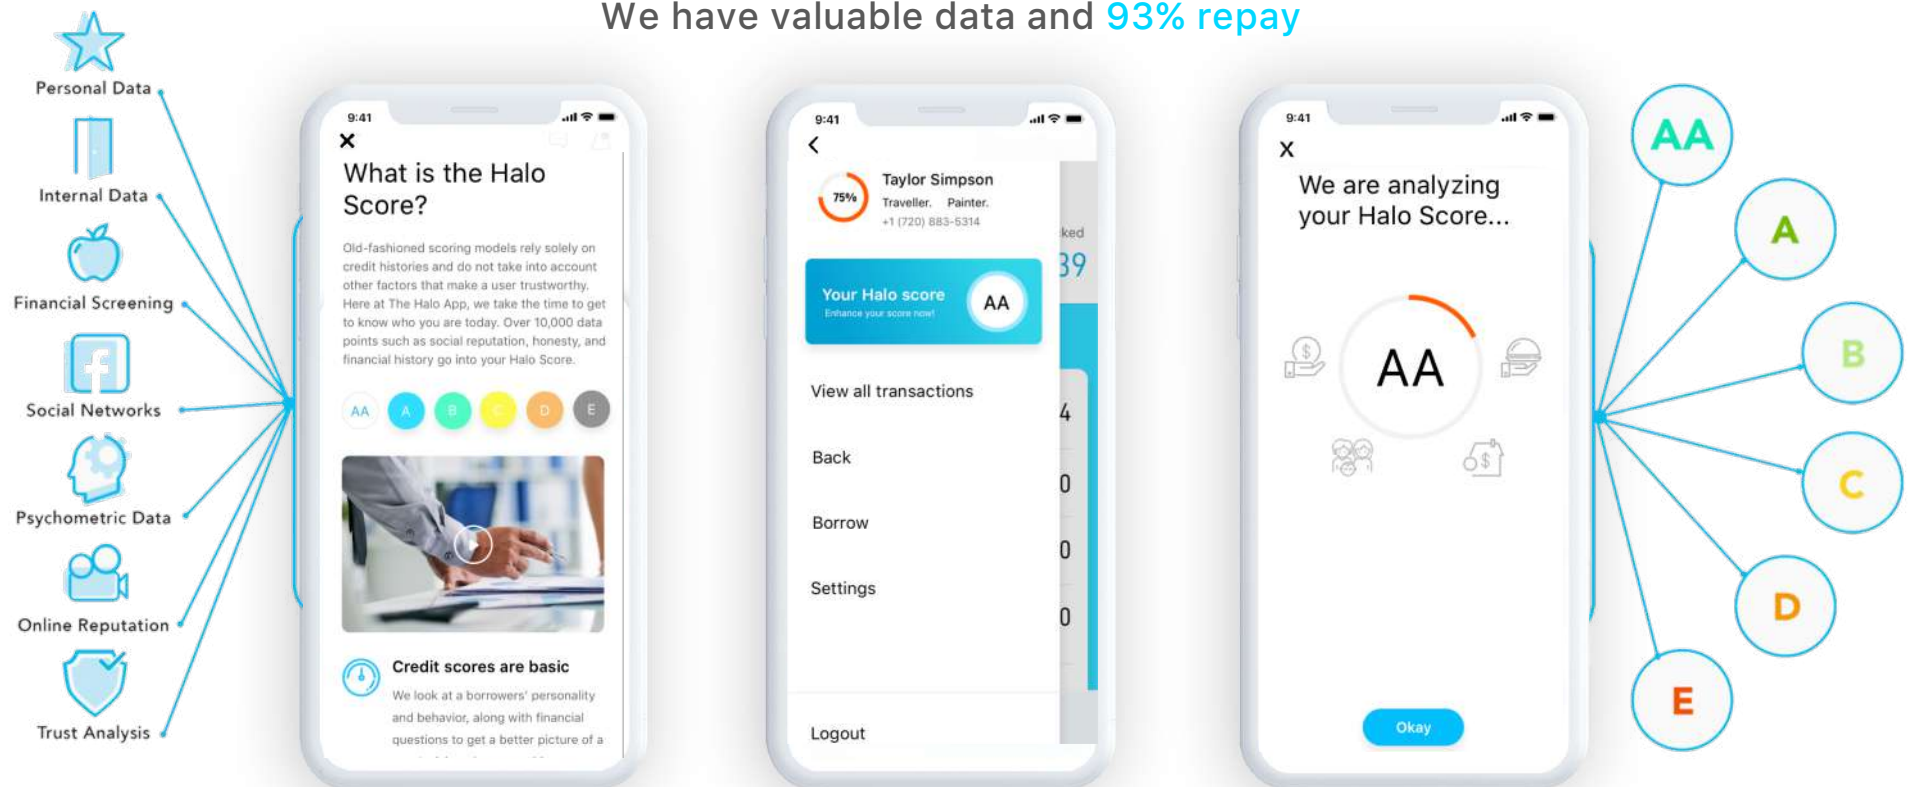 We have valuable data and 93% repay
Personal Data
Internal Data
Financial Screening
Social Networks
Psychometric Data
Online Reputation
Trust Analysis
9:41
X
What is the Halo
Score?
Old-fashioned scoring models rely solely on
credit histories and do not take into account
other factors that make a user trustworthy.
Here at The Halo App, we take the time to get
to know who you are today. Over 10,000 data
points such as social reputation, honesty, and
financial history go into your Halo Score.
AA A B C D E
Credit scores are basic
We look at a borrowers' personality
and behavior, along with financial
questions to get a better picture of a
9:41
75%
Taylor Simpson
Traveller. Painter.
+1 (720) 883-5314
ked
39
Your Halo score
Enhance your score now!
AA
View all transactions
4
Back
0
Borrow
0
Settings
0
Logout
9:41
X
We are analyzing
your Halo Score...
AA
Okay
AA
A
B
C
D
E